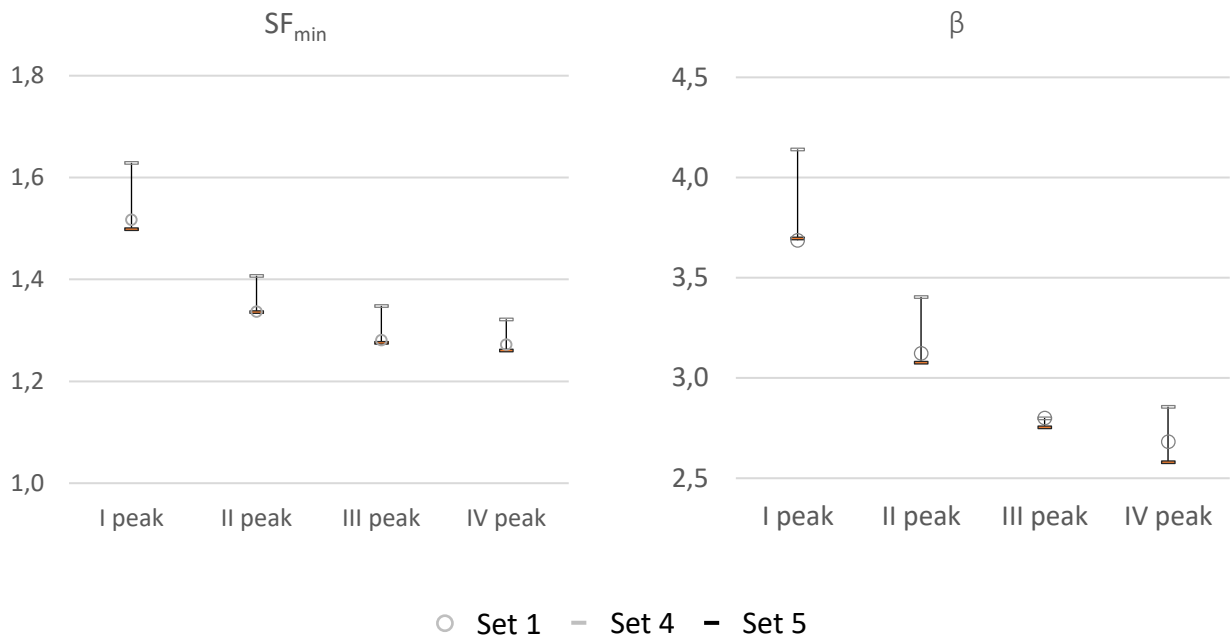 SFmin
1,8
1,6
1,4
1,2
1,0
I peak II peak III peak IV peak
β
4,5
4,0
3,5
3,0
2,5
I peak II peak III peak IV peak
Set 1 Set 4 Set 5